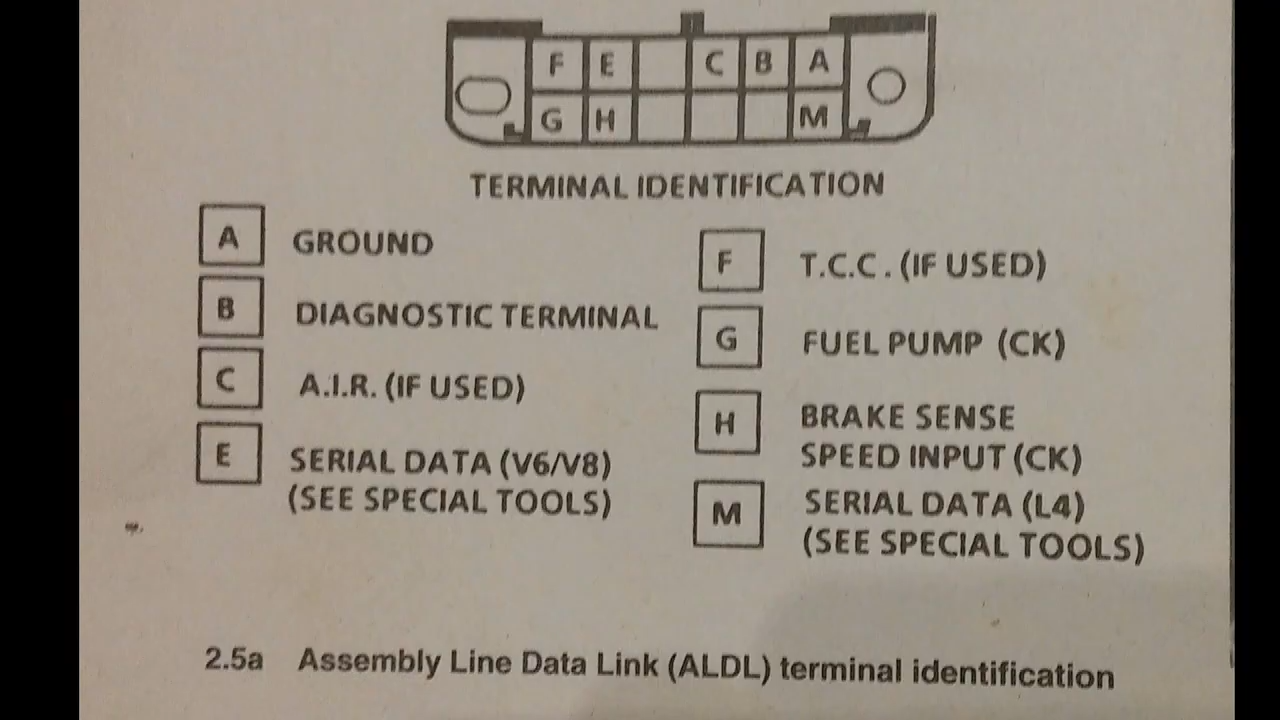 F E C B A
G H M
TERMINAL IDENTIFICATION
A GROUND
B DIAGNOSTIC TERMINAL
C A.I.R. (IF USED)
E SERIAL DATA (V6/V8)
(SEE SPECIAL TOOLS)
F T.C.C. (IF USED)
G FUEL PUMP (CK)
H BRAKE SENSE
SPEED INPUT (CK)
M SERIAL DATA (L4)
(SEE SPECIAL TOOLS)
2.5a Assembly Line Data Link (ALDL) terminal identification